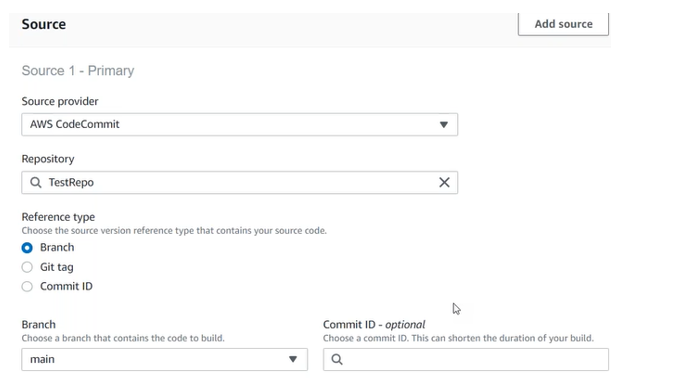 Source
Add source
Source 1 - Primary
Source provider
AWS CodeCommit
Repository
TestRepo
Reference type
Choose the source version reference type that contains your source code.
Branch
Git tag
Commit ID
Branch
Choose a branch that contains the code to build.
main
Commit ID - optional
Choose a commit ID. This can shorten the duration of your build.